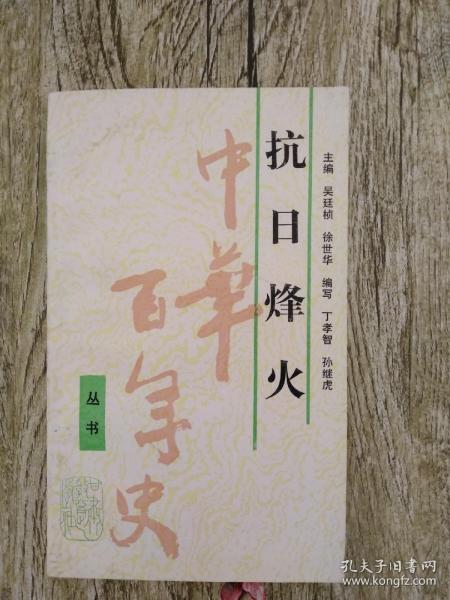 主编 吴廷桢 徐世华 编写 丁孝智 孙继虎
抗日烽火
中華
百年史
丛书
孔夫子旧书网
www.kongfz.com